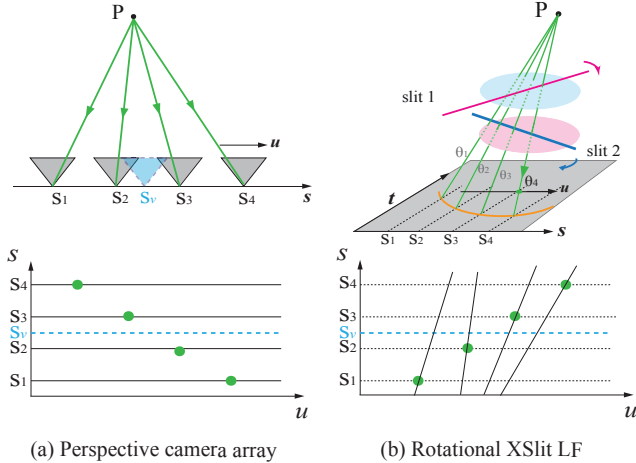 P
u
S1 S2 Sv S3 S4 s
P
slit 1
slit 2
θ1 θ2 θ3 θ4
t
u
S1 S2 S3 S4 s
s
S4
S3
Sv
S2
S1
u
s
S4
S3
Sv
S2
S1
u
(a) Perspective camera array
(b) Rotational XSlit LF